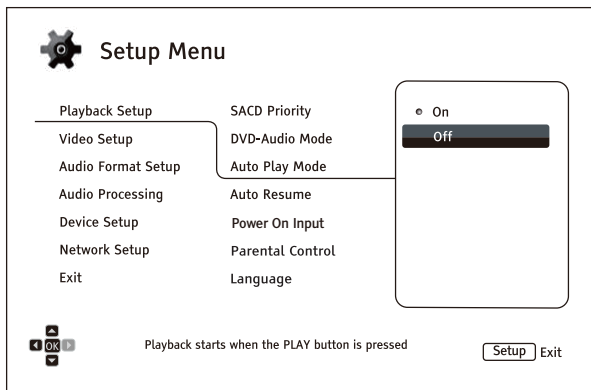 Setup Menu
Playback Setup
Video Setup
Audio Format Setup
Audio Processing
Device Setup
Network Setup
Exit
SACD Priority
DVD-Audio Mode
Auto Play Mode
Auto Resume
Power On Input
Parental Control
Language
On
Off
OK
Playback starts when the PLAY button is pressed
Setup Exit